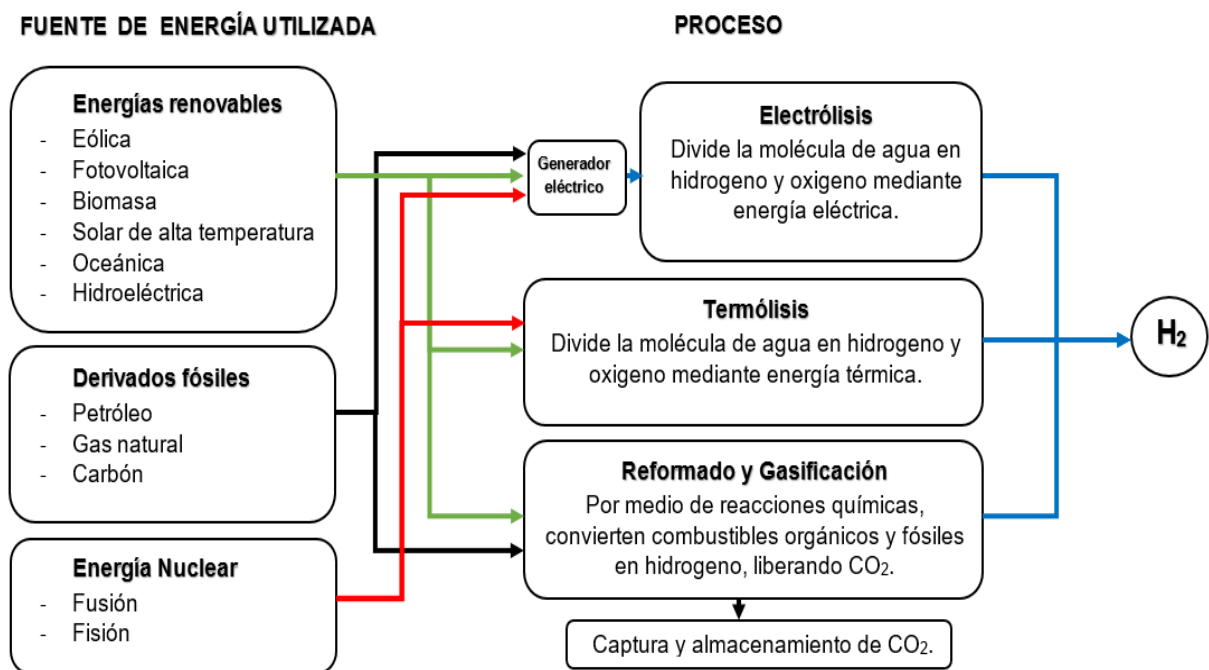 FUENTE DE ENERGÍA UTILIZADA
PROCESO
Energías renovables
- Eólica
- Fotovoltaica
- Biomasa
- Solar de alta temperatura
- Oceánica
- Hidroeléctrica
Derivados fósiles
- Petróleo
- Gas natural
- Carbón
Energía Nuclear
- Fusión
- Fisión
Generador
eléctrico
Electrólisis
Divide la molécula de agua en
hidrogeno y oxigeno mediante
energía eléctrica.
Termólisis
Divide la molécula de agua en hidrogeno y
oxigeno mediante energía térmica.
Reformado y Gasificación
Por medio de reacciones químicas,
convierten combustibles orgánicos y fósiles
en hidrogeno, liberando CO₂.
Captura y almacenamiento de CO₂.
H₂